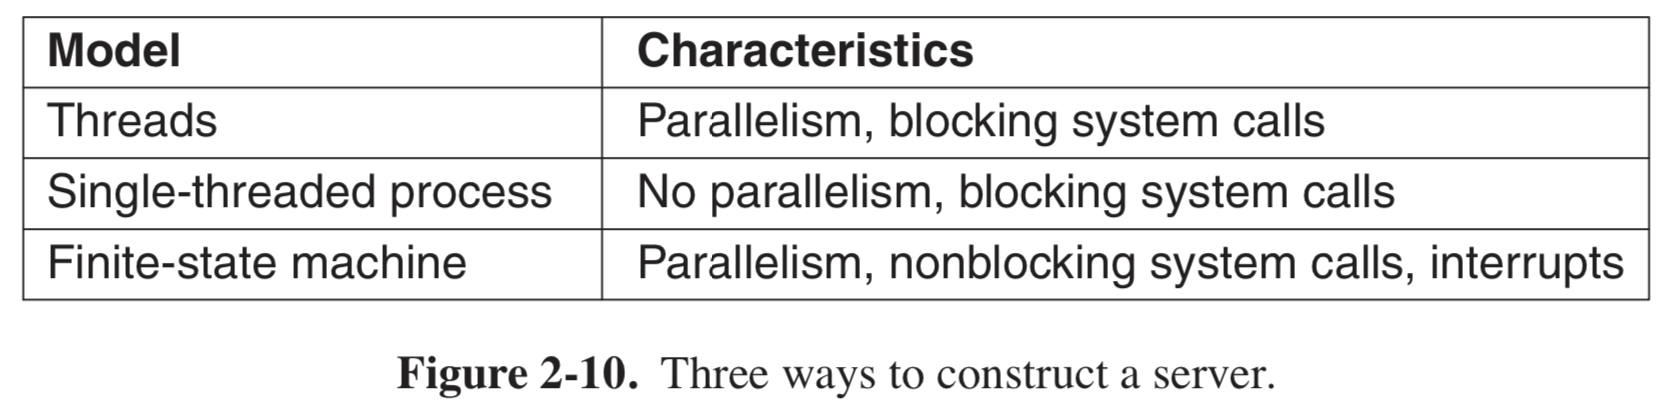 Model Characteristics
Threads Parallelism, blocking system calls
Single-threaded process No parallelism, blocking system calls
Finite-state machine Parallelism, nonblocking system calls, interrupts
Figure 2-10. Three ways to construct a server.